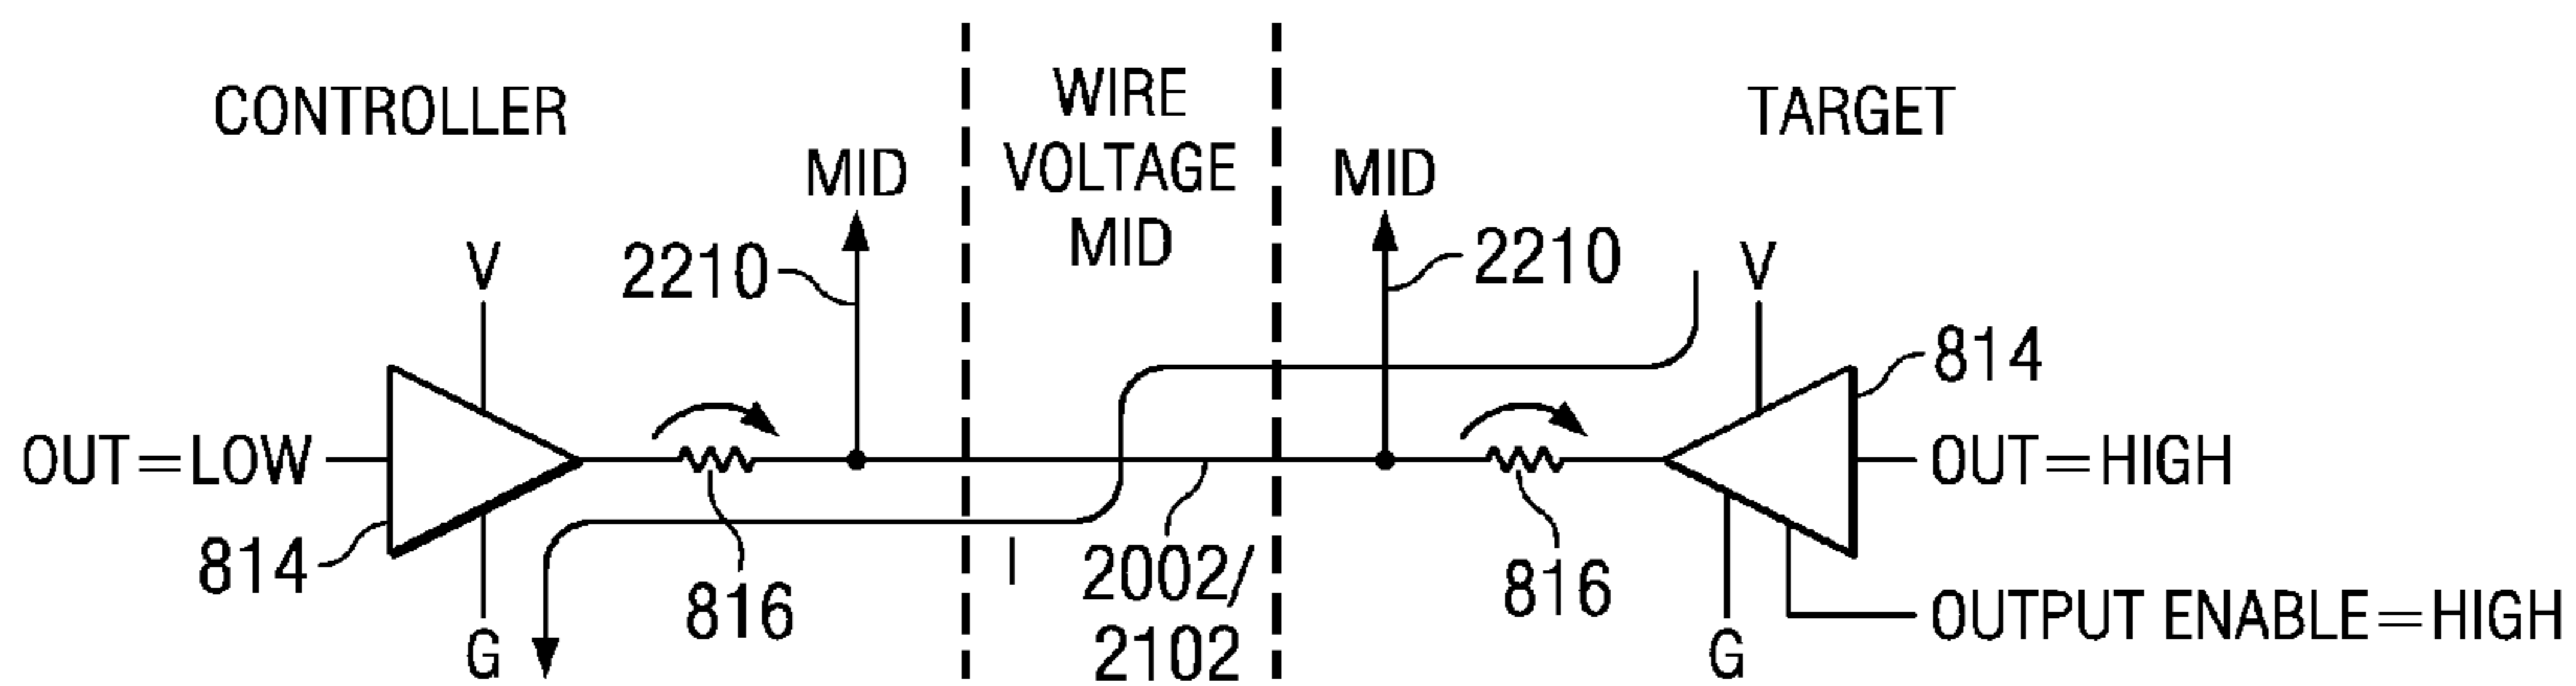 CONTROLLER
WIRE
VOLTAGE
MID
TARGET
MID
MID
V
2210
2210
V
814
OUT=LOW
OUT=HIGH
814
816
I
2002/
2102
816
OUTPUT ENABLE=HIGH
G
G